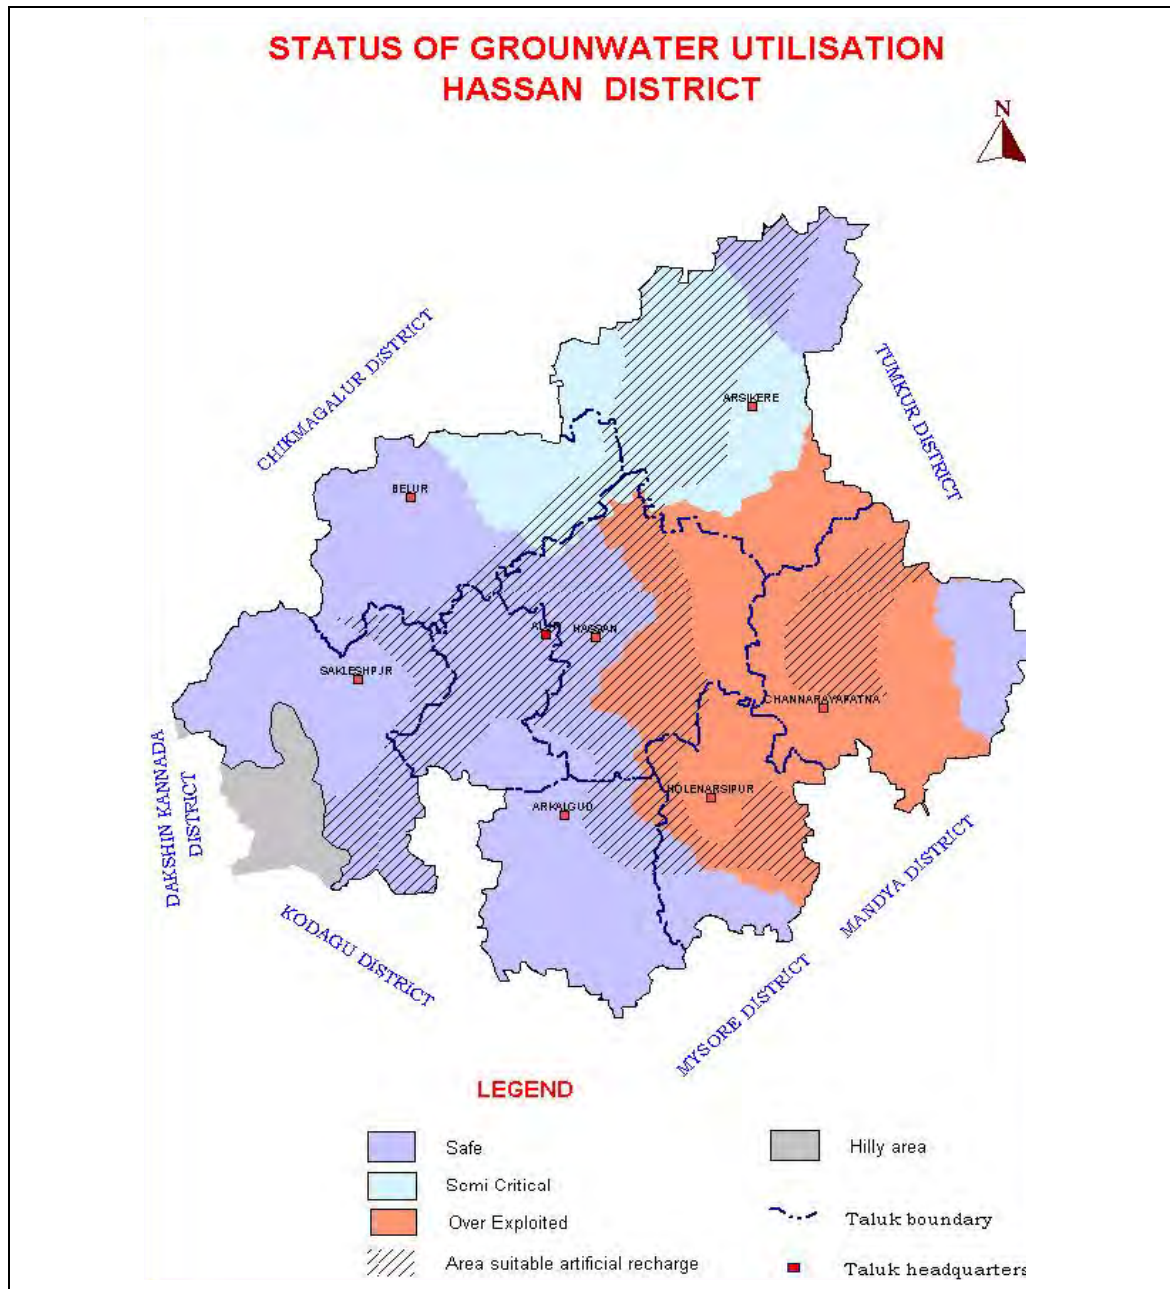 STATUS OF GROUNWATER UTILISATION
HASSAN DISTRICT
N
CHIKMAGALUR DISTRICT
TUMKUR DISTRICT
ARSIKERE
BELUR
ALUR
HASSAN
SAKLESHPUR
CHANNARAYAPATNA
HOLENARSIPUR
ARKALGUD
DAKSHIN KANNADA
DISTRICT
KODAGU DISTRICT
MANDYA DISTRICT
MYSORE DISTRICT
LEGEND
Safe
Semi Critical
Over Exploited
Area suitable artificial recharge
Hilly area
Taluk boundary
Taluk headquarters